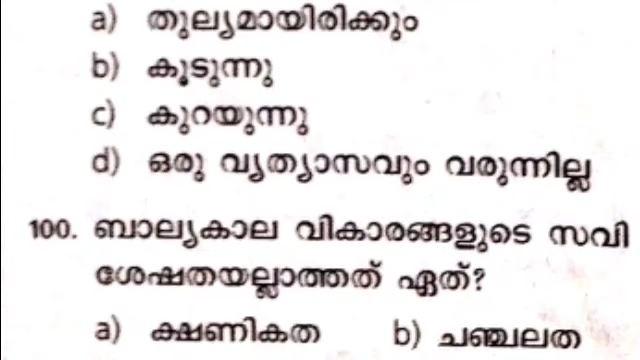 a) തുല്യമായിരിക്കും
b) കൂടുന്നു
c) കുറയുന്നു
d) ഒരു വ്യത്യാസവും വരുന്നില്ല
100. ബാല്യകാല വികാരങ്ങളുടെ സവി
ശേഷതയല്ലാത്തത് ഏത്?
a) ക്ഷണികത b) ചഞ്ചലത